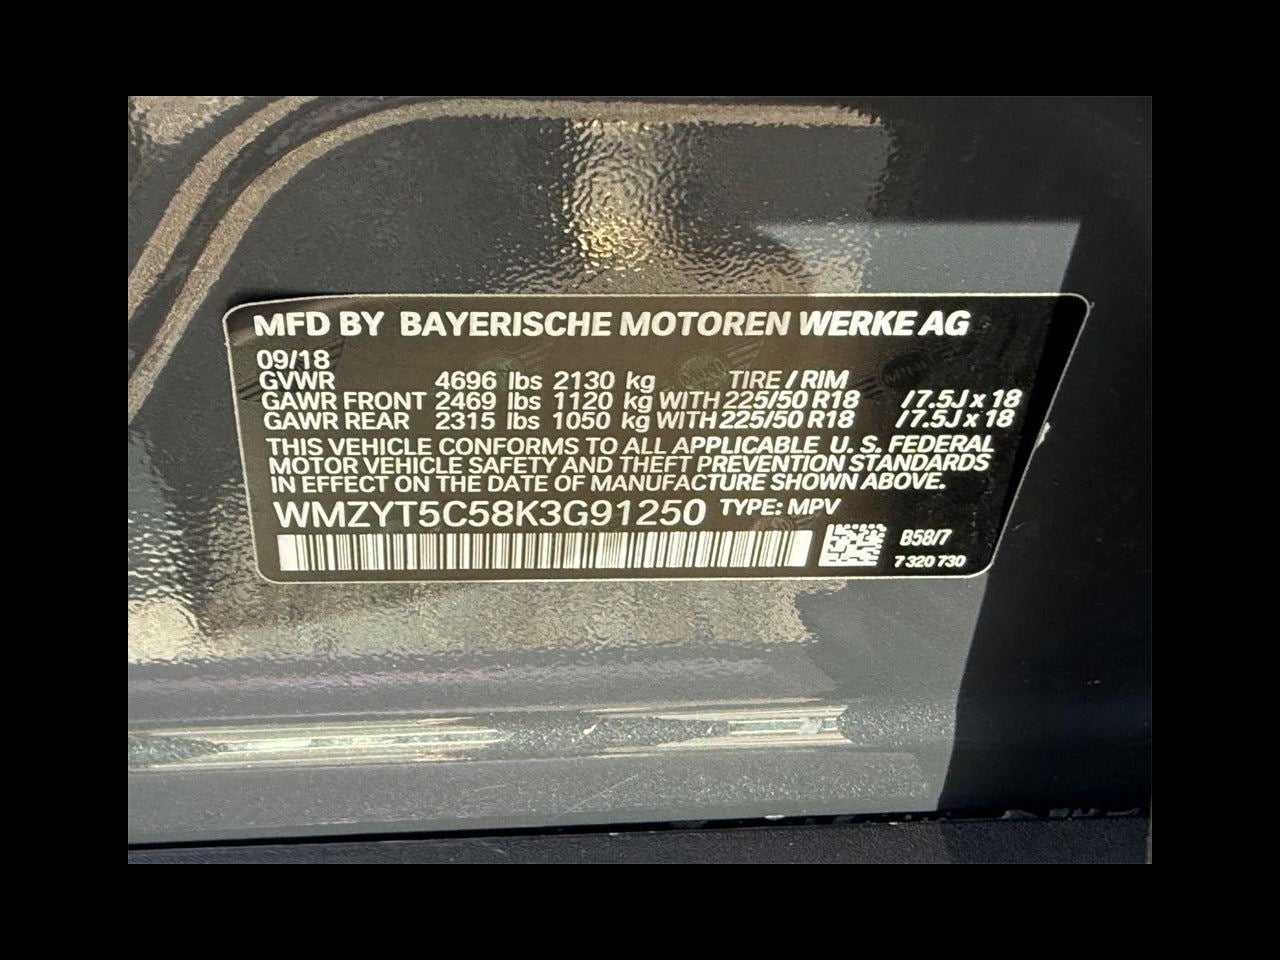 MFD BY BAYERISCHE MOTOREN WERKE AG
09/18
GVWR 4696 lbs 2130 kg TIRE / RIM
GAWR FRONT 2469 lbs 1120 kg WITH 225/50 R18 / 7.5J x 18
GAWR REAR 2315 lbs 1050 kg WITH 225/50 R18 / 7.5J x 18
THIS VEHICLE CONFORMS TO ALL APPLICABLE U. S. FEDERAL
MOTOR VEHICLE SAFETY AND THEFT PREVENTION STANDARDS
IN EFFECT ON THE DATE OF MANUFACTURE SHOWN ABOVE.
WMZYT5C58K3G91250 TYPE: MPV
B58/7
7 320 730